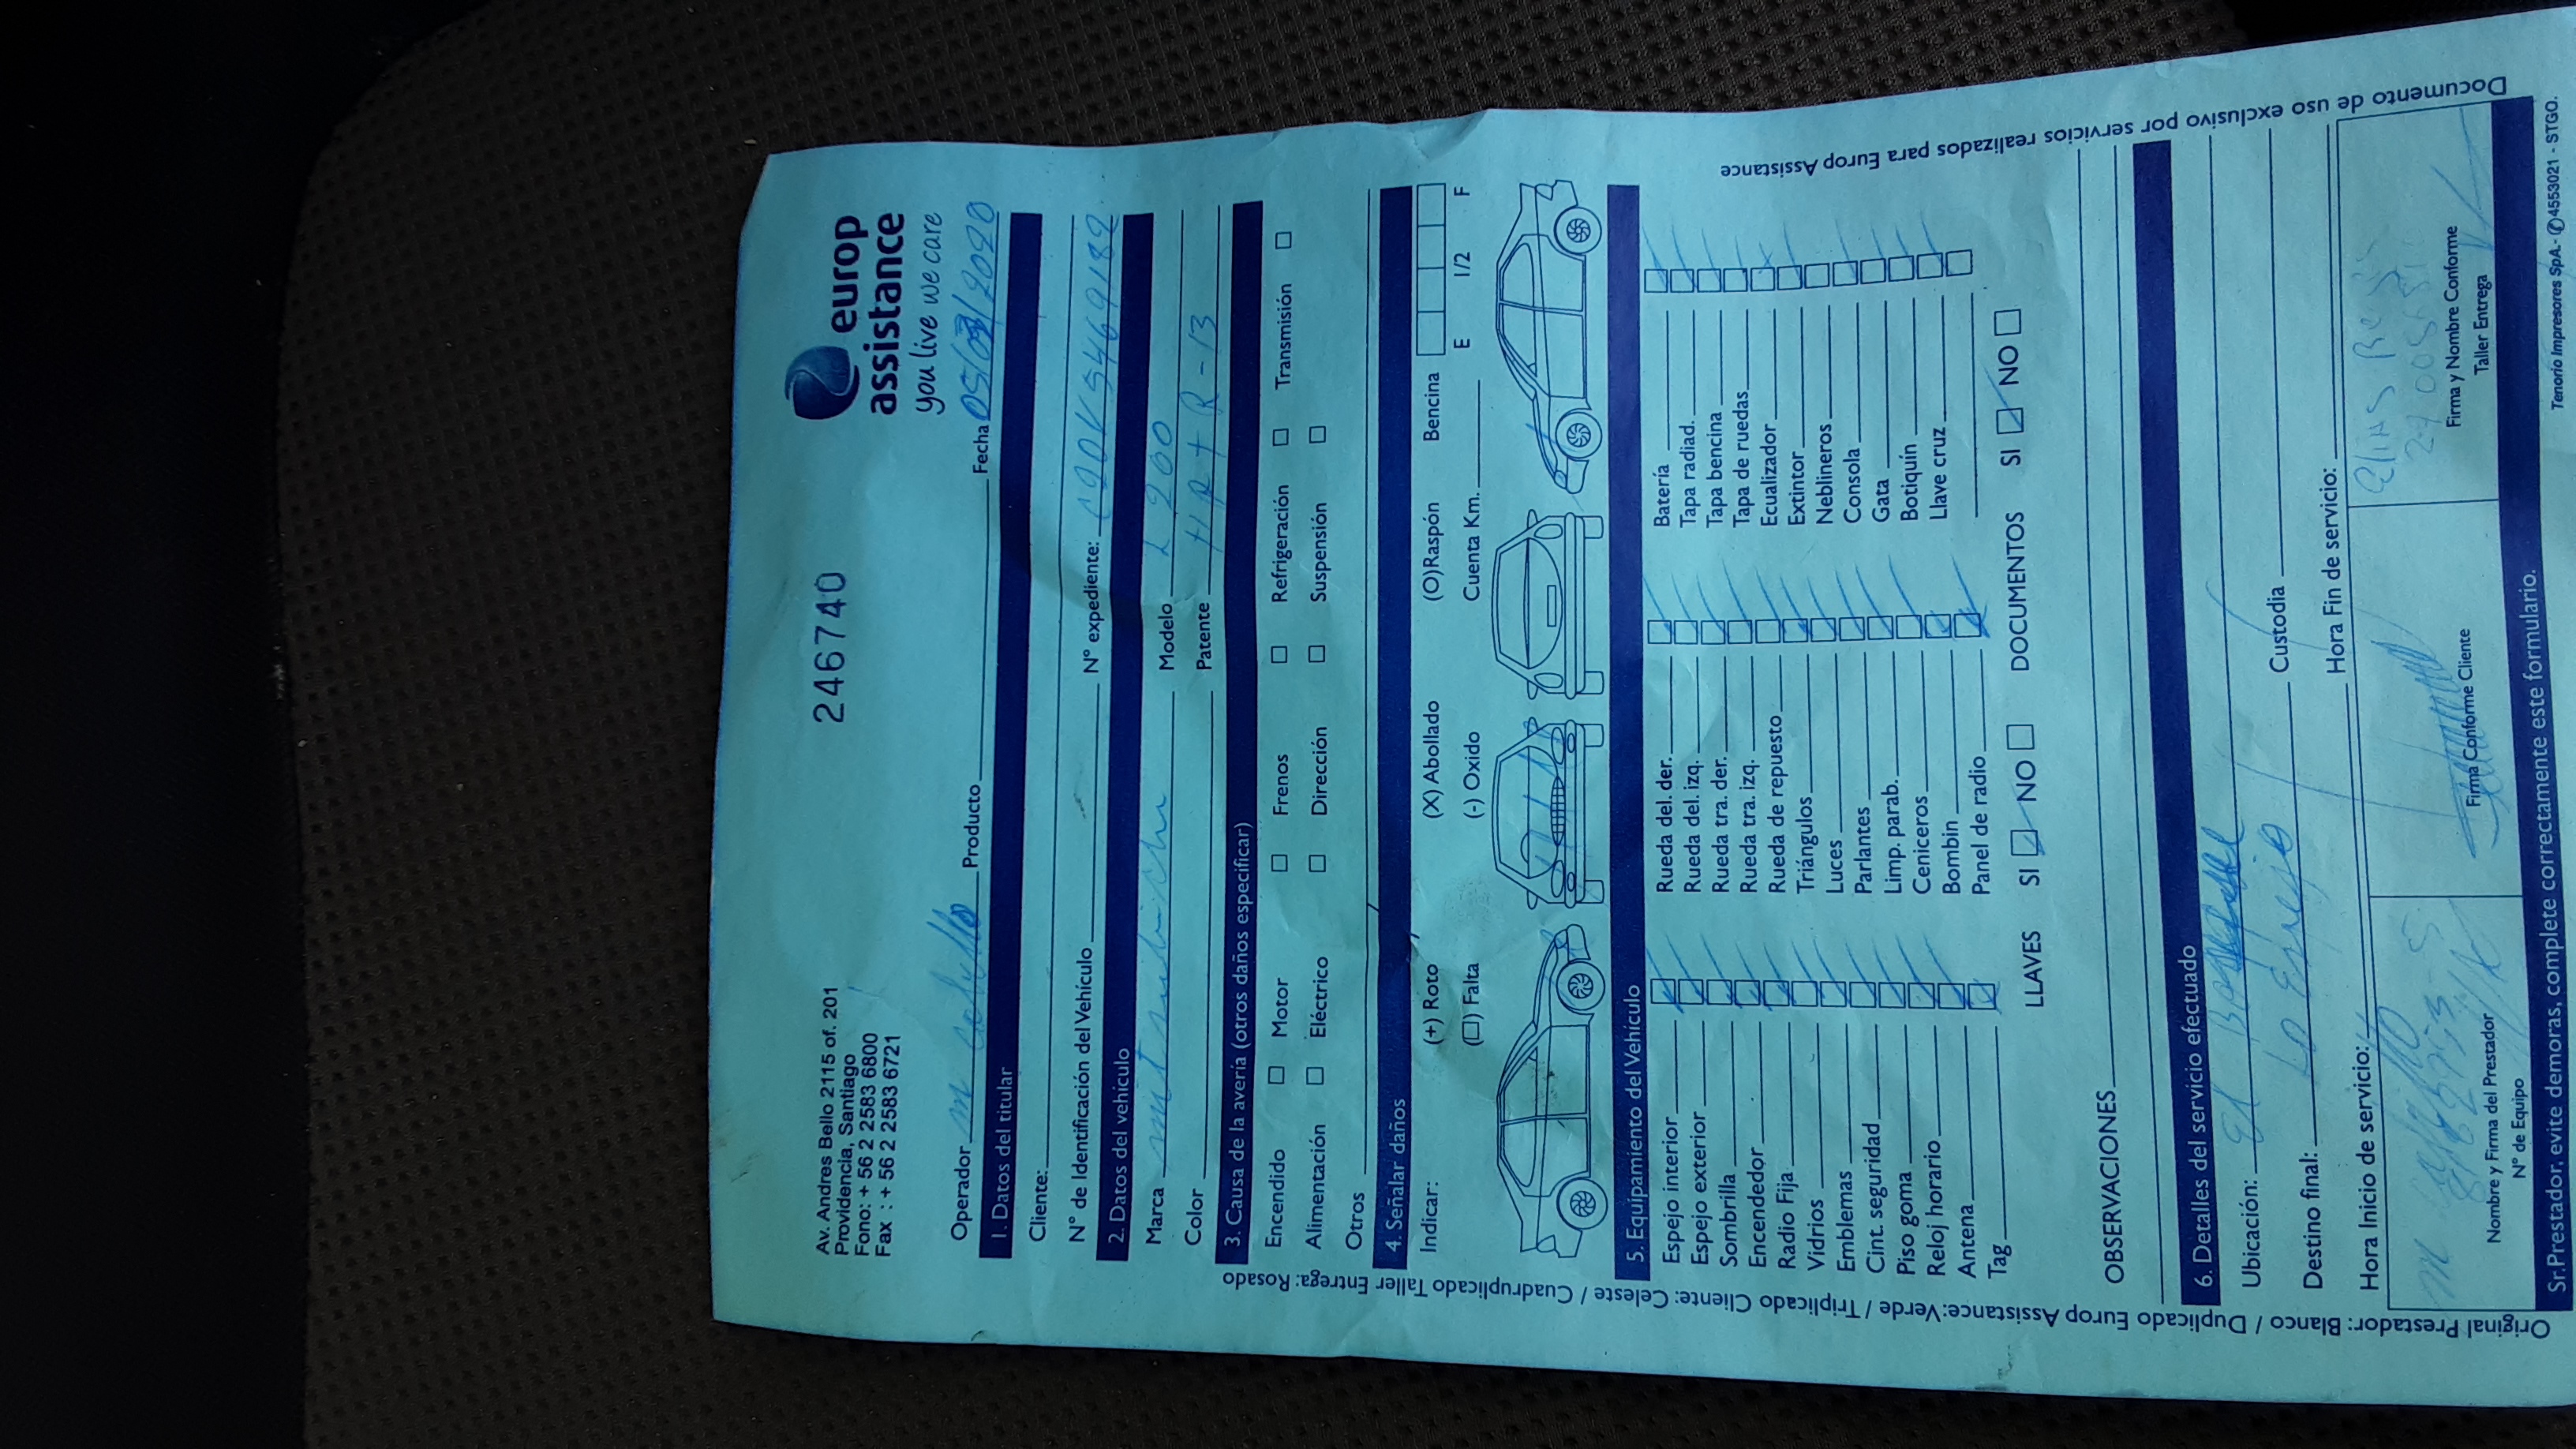 Av. Andres Bello 2115 of. 201
Providencia, Santiago
Fono: + 56 2 2583 6800
Fax : + 56 2 2583 6721
246740
europ
assistance
you live we care
Operador Producto Fecha 05/03/2020
1. Datos del titular
Cliente:
N° de Identificación del Vehículo N° expediente: C20K5469189
2. Datos del vehículo
Marca Modelo L 200
Color Patente HR+R-13
3. Causa de la avería (otros daños especificar)
Encendido Motor Frenos Refrigeración Transmisión
Alimentación Eléctrico Dirección Suspensión
Otros
4. Señalar daños
Indicar: (+) Roto (X) Abollado (O)Raspón Bencina
(□) Falta (-) Oxido Cuenta Km. E 1/2 F
5. Equipamiento del Vehículo
Espejo interior Rueda del. der. Batería
Espejo exterior Rueda del. izq. Tapa radiad.
Sombrilla Rueda tra. der. Tapa bencina
Encendedor Rueda tra. izq. Tapa de ruedas
Radio Fija Rueda de repuesto Ecualizador
Vidrios Triángulos Extintor
Emblemas Luces Neblineros
Cint. seguridad Parlantes Consola
Piso goma Limp. parab. Gata
Reloj horario Ceniceros Botiquín
Antena Bombin Llave cruz
Tag Panel de radio
LLAVES SI NO DOCUMENTOS SI NO
OBSERVACIONES
6. Detalles del servicio efectuado
Ubicación: El
Destino final: Lo Espejo Custodia
Hora Inicio de servicio: Hora Fin de servicio:
Elias
Nombre y Firma del Prestador
N° de Equipo
Firma Conforme Cliente
Firma y Nombre Conforme
Taller Entrega
Sr. Prestador, evite demoras, complete correctamente este formulario.
Tenorio Impresores SpA.- ✆4553021 - STGO.
Original Prestador: Blanco / Duplicado Europ Assistance: Verde / Triplicado Cliente: Celeste / Cuadruplicado Taller Entrega: Rosado
Documento de uso exclusivo por servicios realizados para Europ Assistance